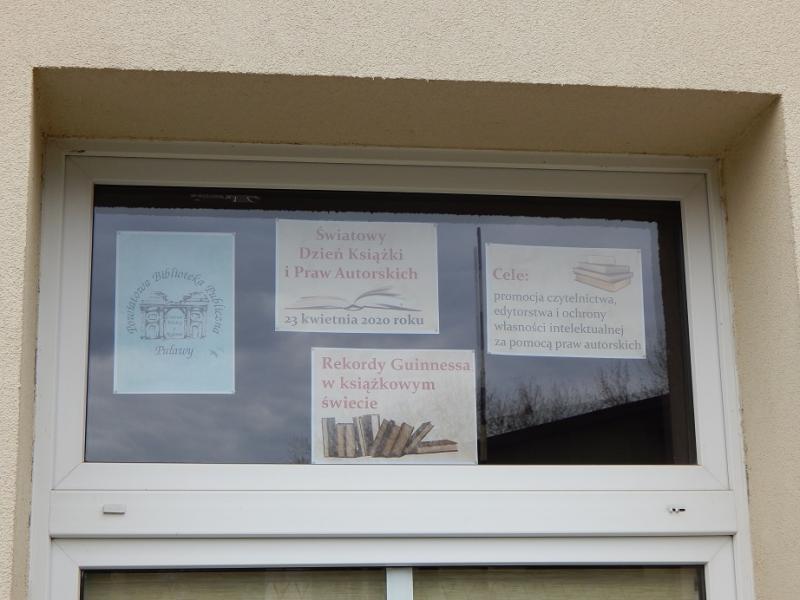 Powiatowa Biblioteka Publiczna
Puławy
Światowy
Dzień Książki
i Praw Autorskich
23 kwietnia 2020 roku
Cele:
promocja czytelnictwa,
edytorstwa i ochrony
własności intelektualnej
za pomocą praw autorskich
Rekordy Guinnessa
w książkowym
świecie